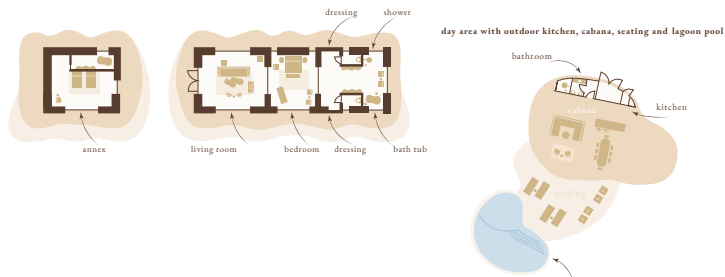 dressing
shower
day area with outdoor kitchen, cabana, seating and lagoon pool
bathroom
cabana
kitchen
annex
living room
bedroom
dressing
bath tub
decking